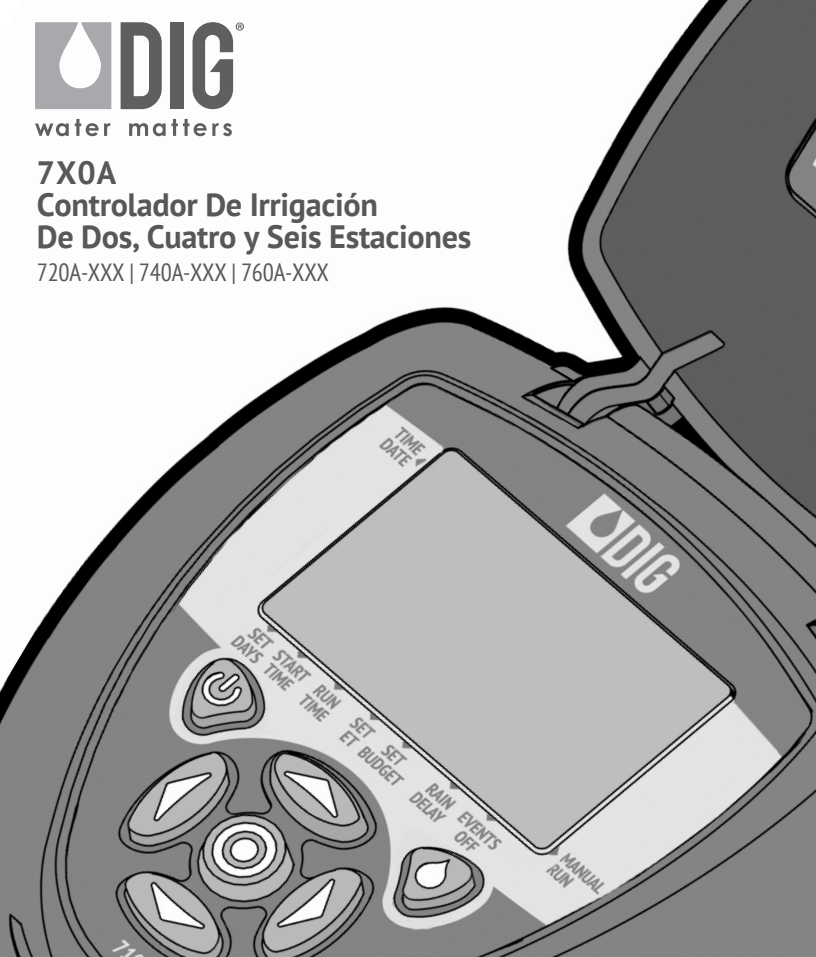 DIG®
water matters
7X0A
Controlador De Irrigación
De Dos, Cuatro y Seis Estaciones
720A-XXX | 740A-XXX | 760A-XXX
TIME
DATE
DIG
SET
DAYS
START
TIME
RUN
TIME
SET
ET
SET
BUDGET
RAIN
DELAY
EVENTS
OFF
MANUAL
RUN